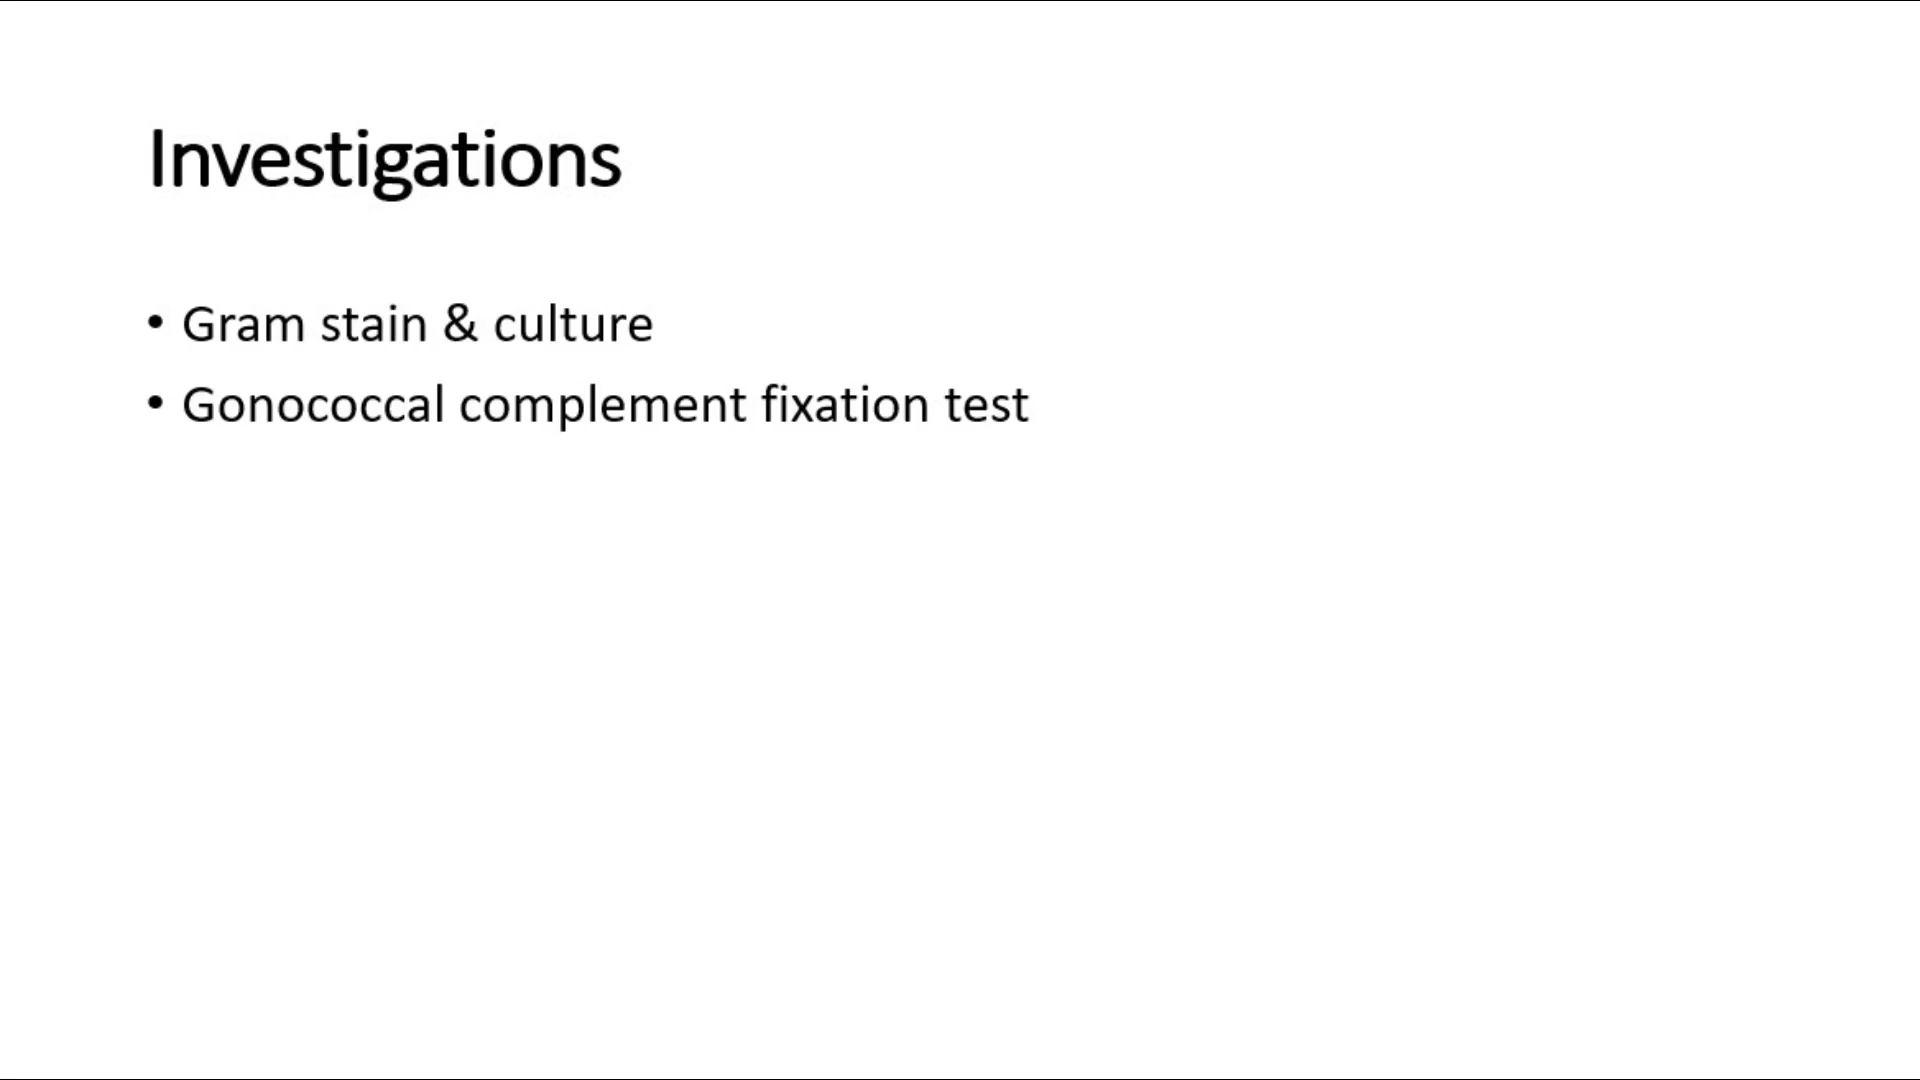 Investigations
• Gram stain & culture
• Gonococcal complement fixation test